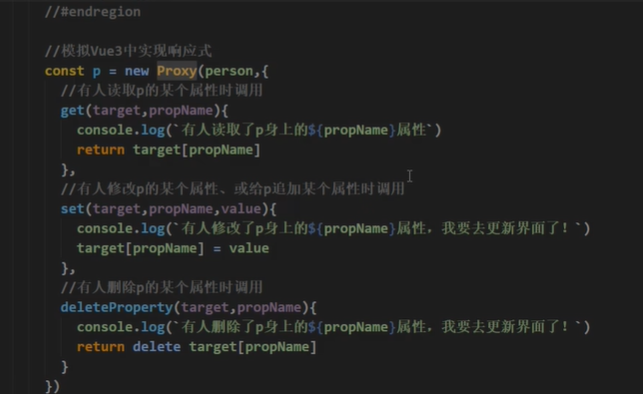 //#endregion
//模拟Vue3中实现响应式
const p = new Proxy(person,{
//有人读取p的某个属性时调用
get(target,propName){
console.log(`有人读取了p身上的${propName}属性`)
return target[propName]
},
//有人修改p的某个属性、或给p追加某个属性时调用
set(target,propName,value){
console.log(`有人修改了p身上的${propName}属性，我要去更新界面了！`)
target[propName] = value
},
//有人删除p的某个属性时调用
deleteProperty(target,propName){
console.log(`有人删除了p身上的${propName}属性，我要去更新界面了！`)
return delete target[propName]
}
})